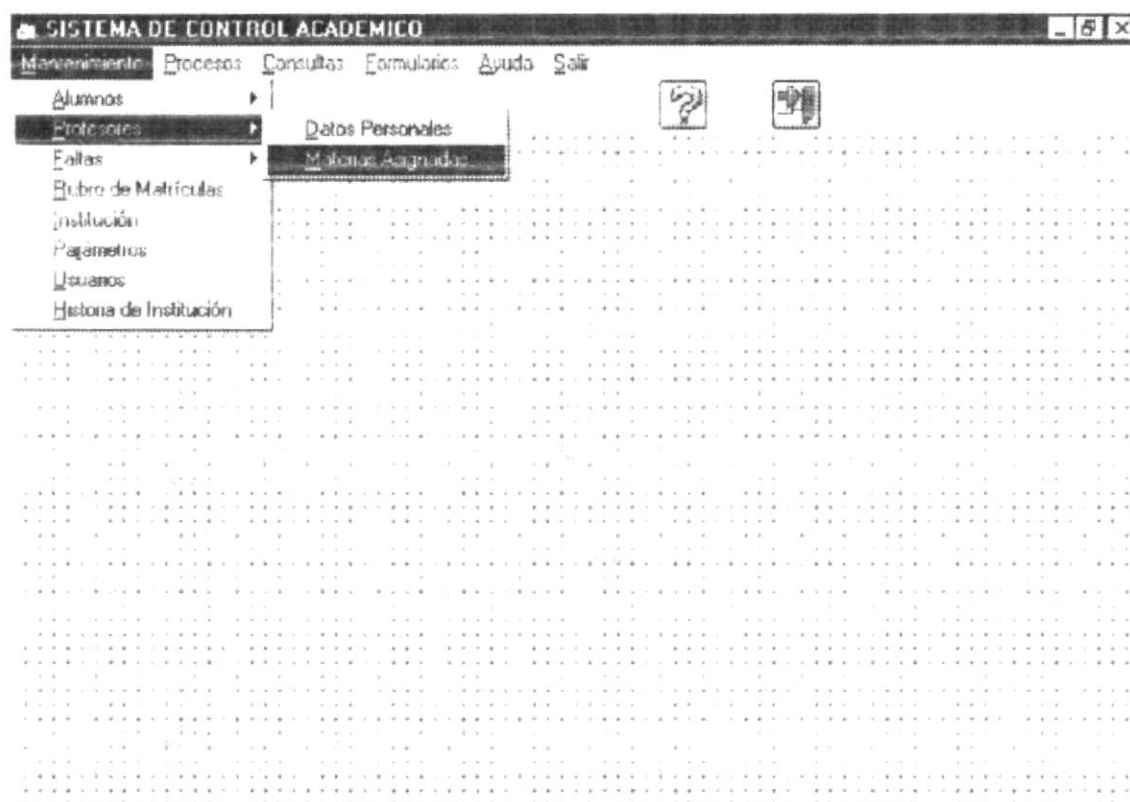 SISTEMA DE CONTROL ACADEMICO
Mantenimiento Procesos Consultas Formularios Ayuda Salir
Alumnos
Profesores
Datos Personales
Faltas
Materias Asignadas
Rubro de Matrículas
Institución
Parámetros
Usuarios
Historia de Institución